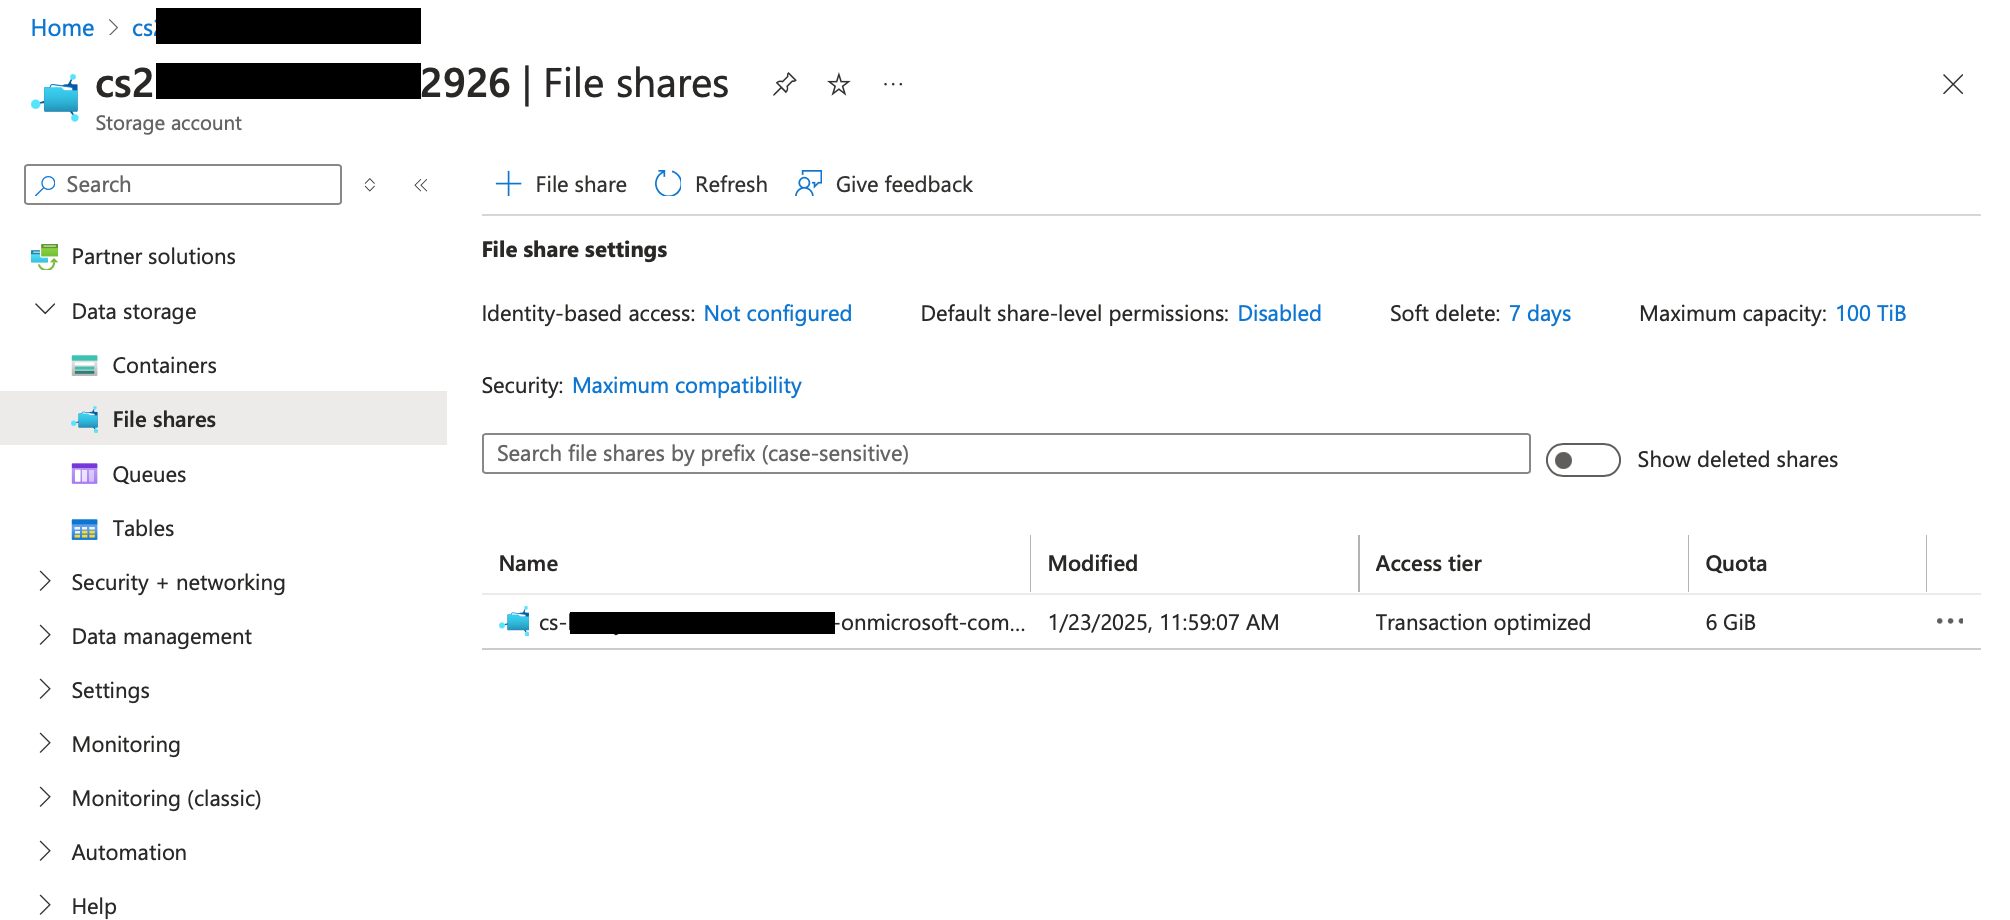 Home > cs2
cs2 2926 | File shares
Storage account
Search
File share Refresh Give feedback
Partner solutions
Data storage
Containers
File shares
Queues
Tables
Security + networking
Data management
Settings
Monitoring
Monitoring (classic)
Automation
Help
File share settings
Identity-based access: Not configured Default share-level permissions: Disabled Soft delete: 7 days Maximum capacity: 100 TiB
Security: Maximum compatibility
Search file shares by prefix (case-sensitive)
Show deleted shares
Name Modified Access tier Quota
cs- -onmicrosoft-com... 1/23/2025, 11:59:07 AM Transaction optimized 6 GiB